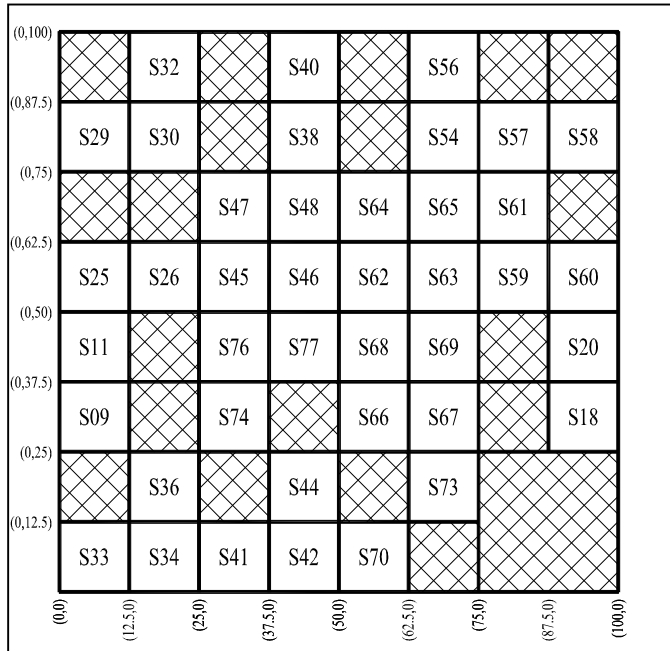 (0,100)
S32 S40 S56
(0,87.5)
S29 S30 S38 S54 S57 S58
(0,75)
S47 S48 S64 S65 S61
(0,62.5)
S25 S26 S45 S46 S62 S63 S59 S60
(0,50)
S11 S76 S77 S68 S69 S20
(0,37.5)
S09 S74 S66 S67 S18
(0,25)
S36 S44 S73
(0,12.5)
S33 S34 S41 S42 S70
(0,0) (12.5,0) (25,0) (37.5,0) (50,0) (62.5,0) (75,0) (87.5,0) (100,0)